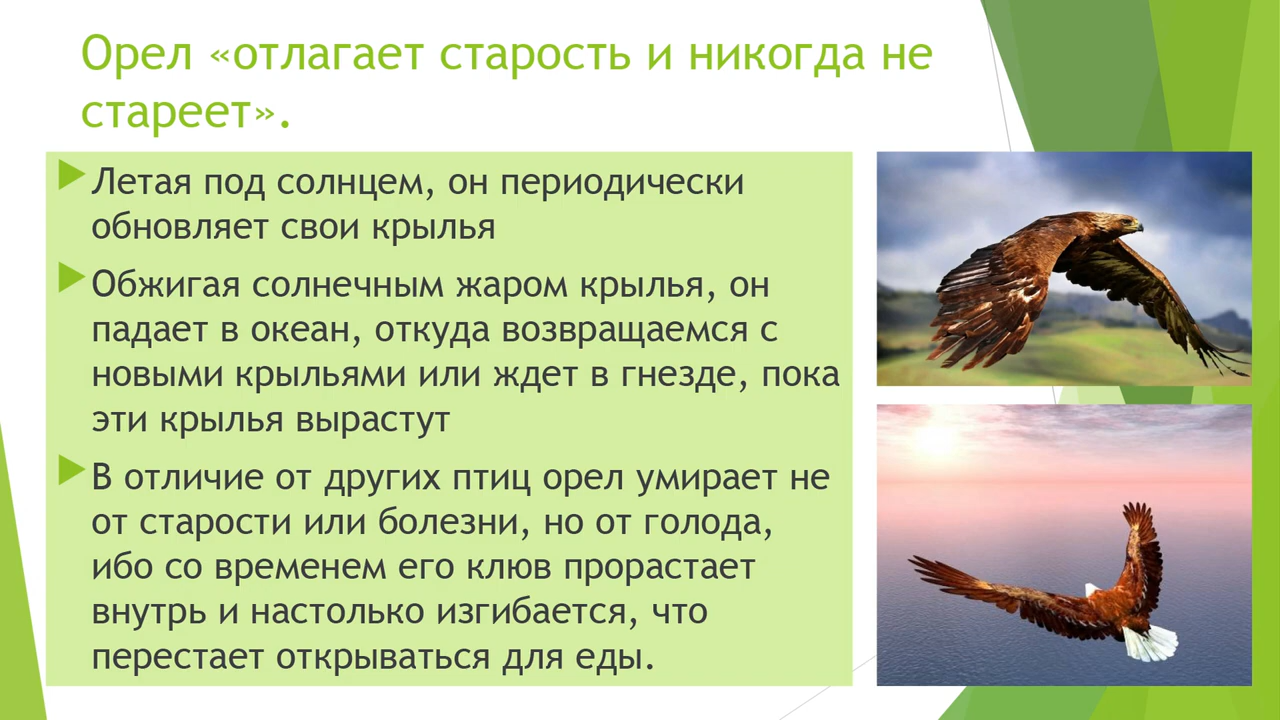 Орел «отлагает старость и никогда не
стареет».
Летая под солнцем, он периодически
обновляет свои крылья
Обжигая солнечным жаром крылья, он
падает в океан, откуда возвращаемся с
новыми крыльями или ждет в гнезде, пока
эти крылья вырастут
В отличие от других птиц орел умирает не
от старости или болезни, но от голода,
ибо со временем его клюв прорастает
внутрь и настолько изгибается, что
перестает открываться для еды.